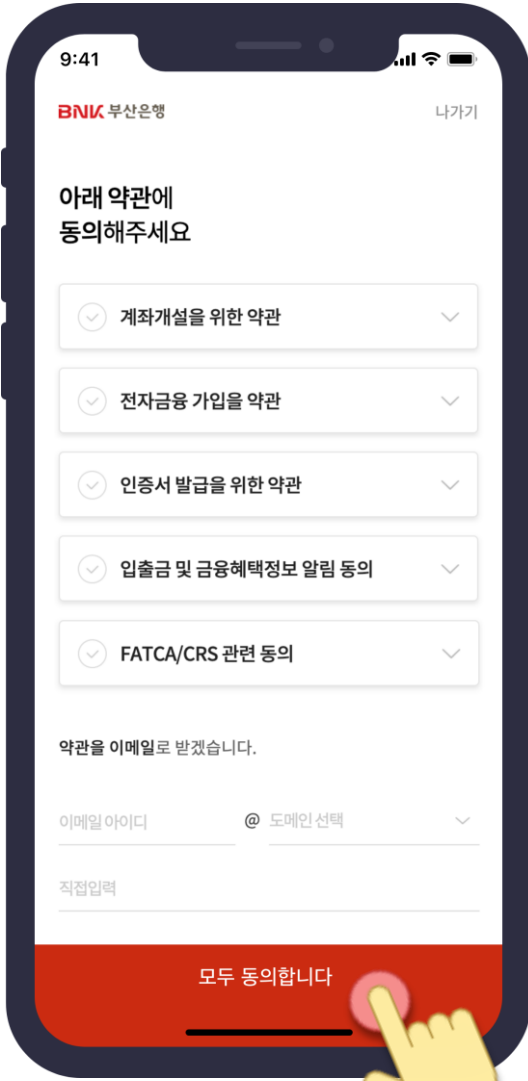 9:41
BNK 부산은행
나가기
아래 약관에
동의해주세요
계좌개설을 위한 약관
전자금융 가입을 약관
인증서 발급을 위한 약관
입출금 및 금융혜택정보 알림 동의
FATCA/CRS 관련 동의
약관을 이메일로 받겠습니다.
이메일 아이디 @ 도메인 선택
직접입력
모두 동의합니다